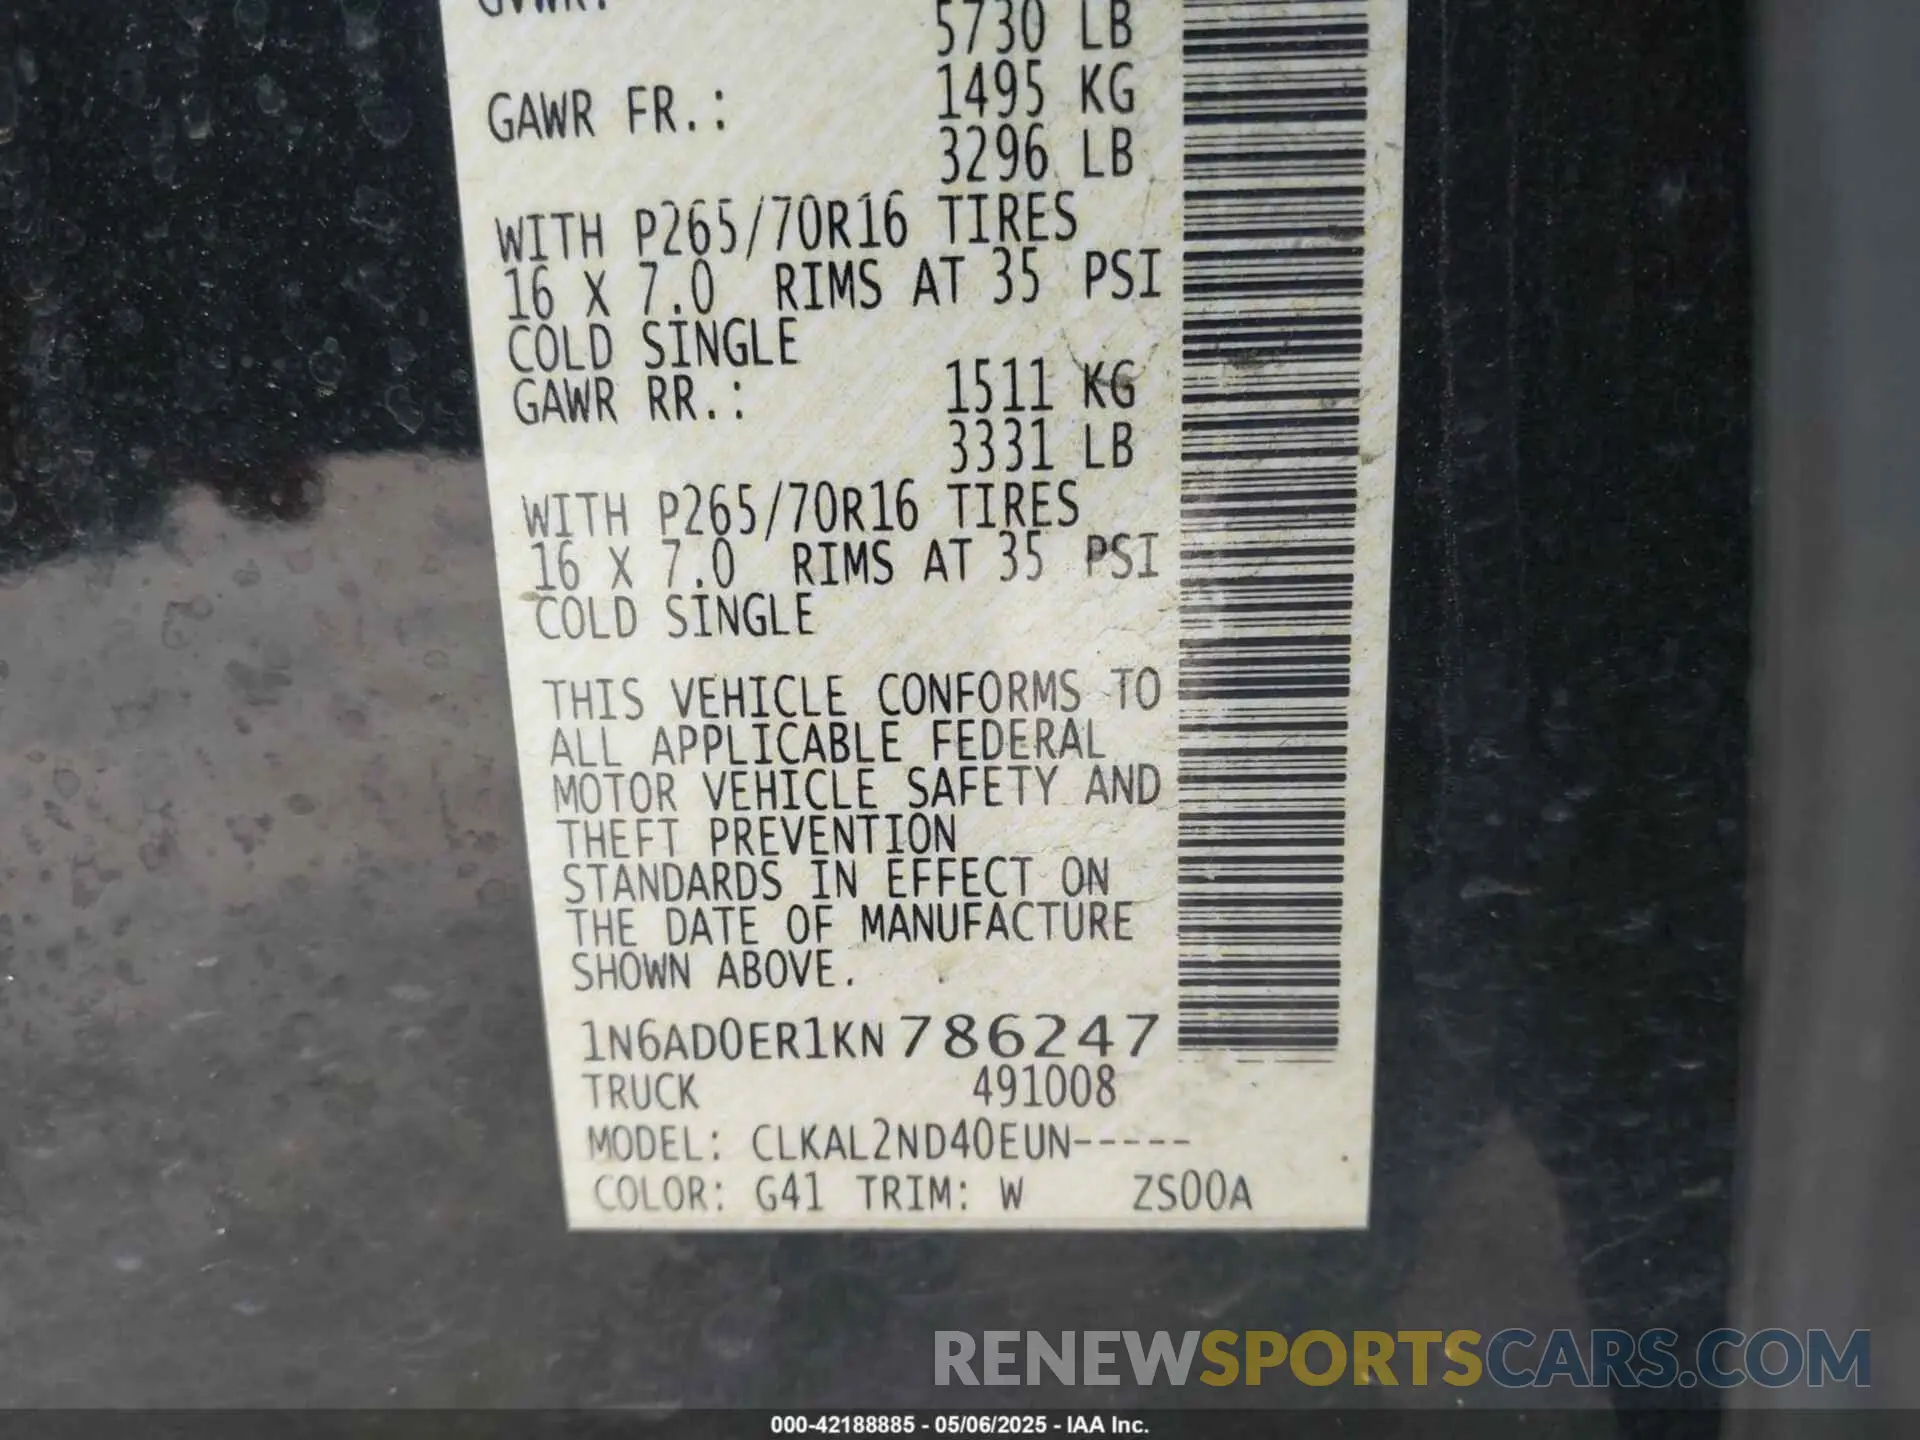 GVWR:
5730 LB
GAWR FR.: 1495 KG
3296 LB
WITH P265/70R16 TIRES
16 X 7.0 RIMS AT 35 PSI
COLD SINGLE
GAWR RR.: 1511 KG
3331 LB
WITH P265/70R16 TIRES
16 X 7.0 RIMS AT 35 PSI
COLD SINGLE
THIS VEHICLE CONFORMS TO
ALL APPLICABLE FEDERAL
MOTOR VEHICLE SAFETY AND
THEFT PREVENTION
STANDARDS IN EFFECT ON
THE DATE OF MANUFACTURE
SHOWN ABOVE.
1N6AD0ER1KN786247
TRUCK 491008
MODEL: CLKAL2ND40EUN-----
COLOR: G41 TRIM: W ZS00A
RENEWSPORTSCARS.COM
000-42188885 - 05/06/2025 - IAA Inc.